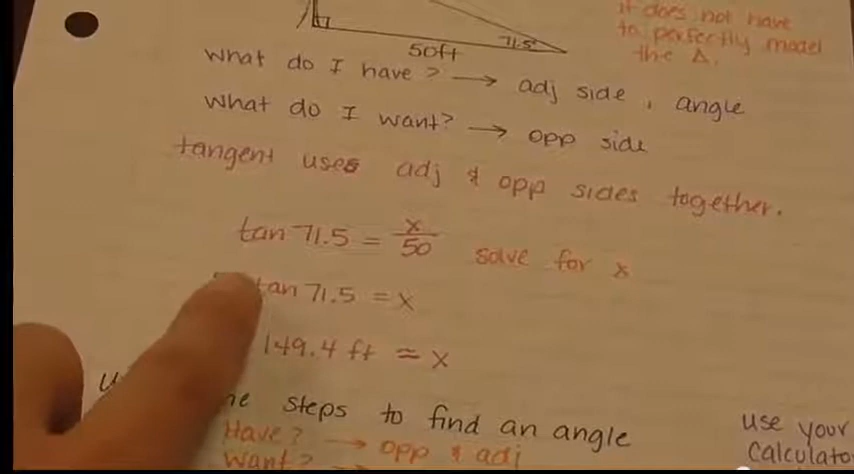 it does not have
to perfectly model
the Δ.
50ft
71.5°
what do I have? → adj side, angle
what do I want? → opp side
tangent uses adj & opp sides together.
tan 71.5 = x/50 solve for x
tan 71.5 = x
149.4 ft ≈ x
steps to find an angle
Have? → opp & adj
Want? →
use your
calculato